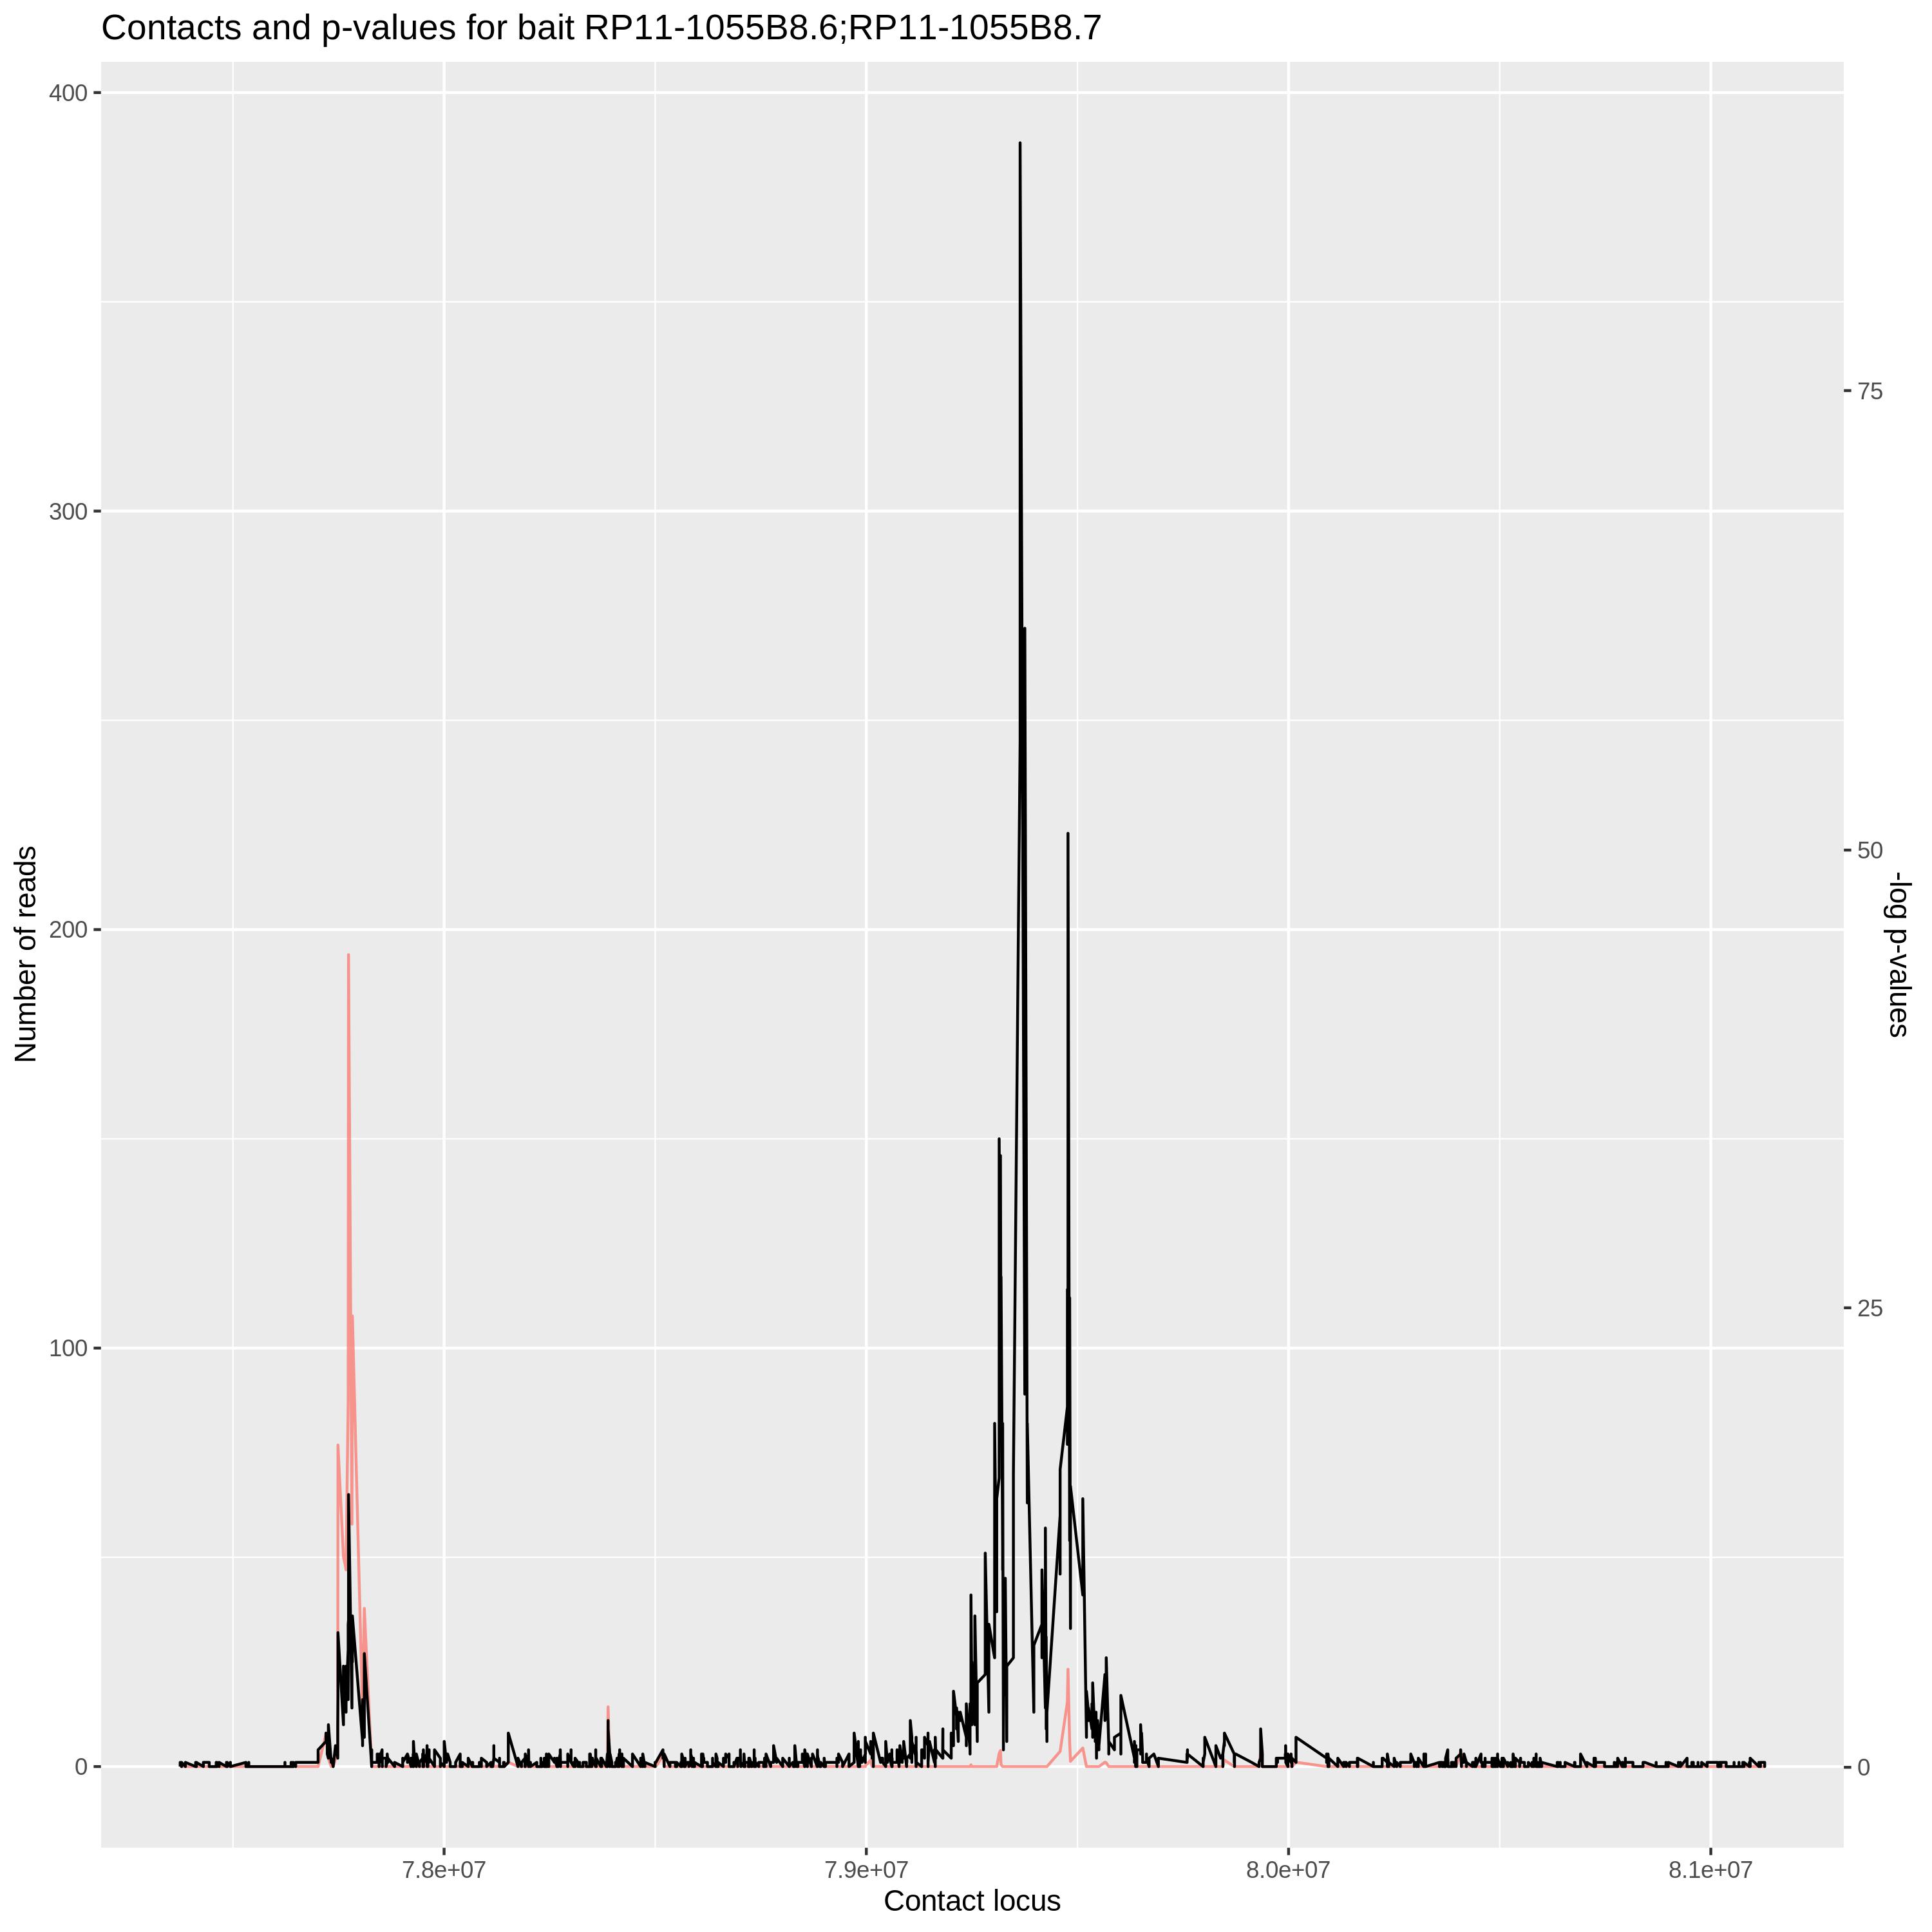 Contacts and p-values for bait RP11-1055B8.6;RP11-1055B8.7
400
300
200
100
0
Number of reads
75
50
25
0
-log p-values
7.8e+07 7.9e+07 8.0e+07 8.1e+07
Contact locus